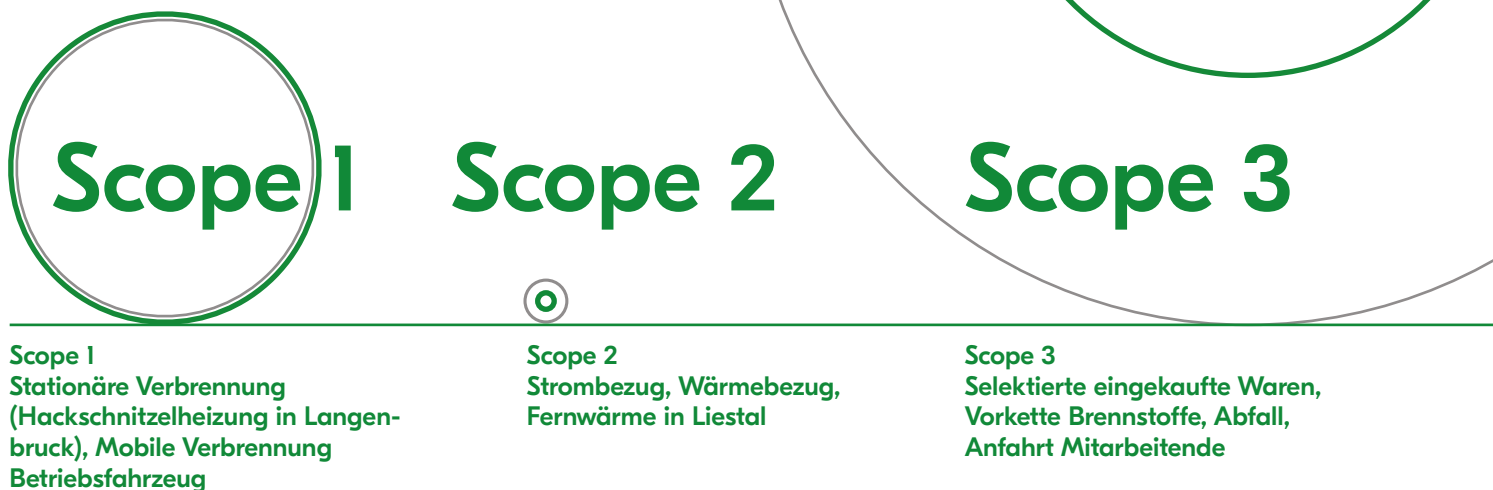 Scope 1
Scope 2
Scope 3
Scope 1
Stationäre Verbrennung
(Hackschnitzelheizung in Langen-
bruck), Mobile Verbrennung
Betriebsfahrzeug
Scope 2
Strombezug, Wärmebezug,
Fernwärme in Liestal
Scope 3
Selektierte eingekaufte Waren,
Vorkette Brennstoffe, Abfall,
Anfahrt Mitarbeitende